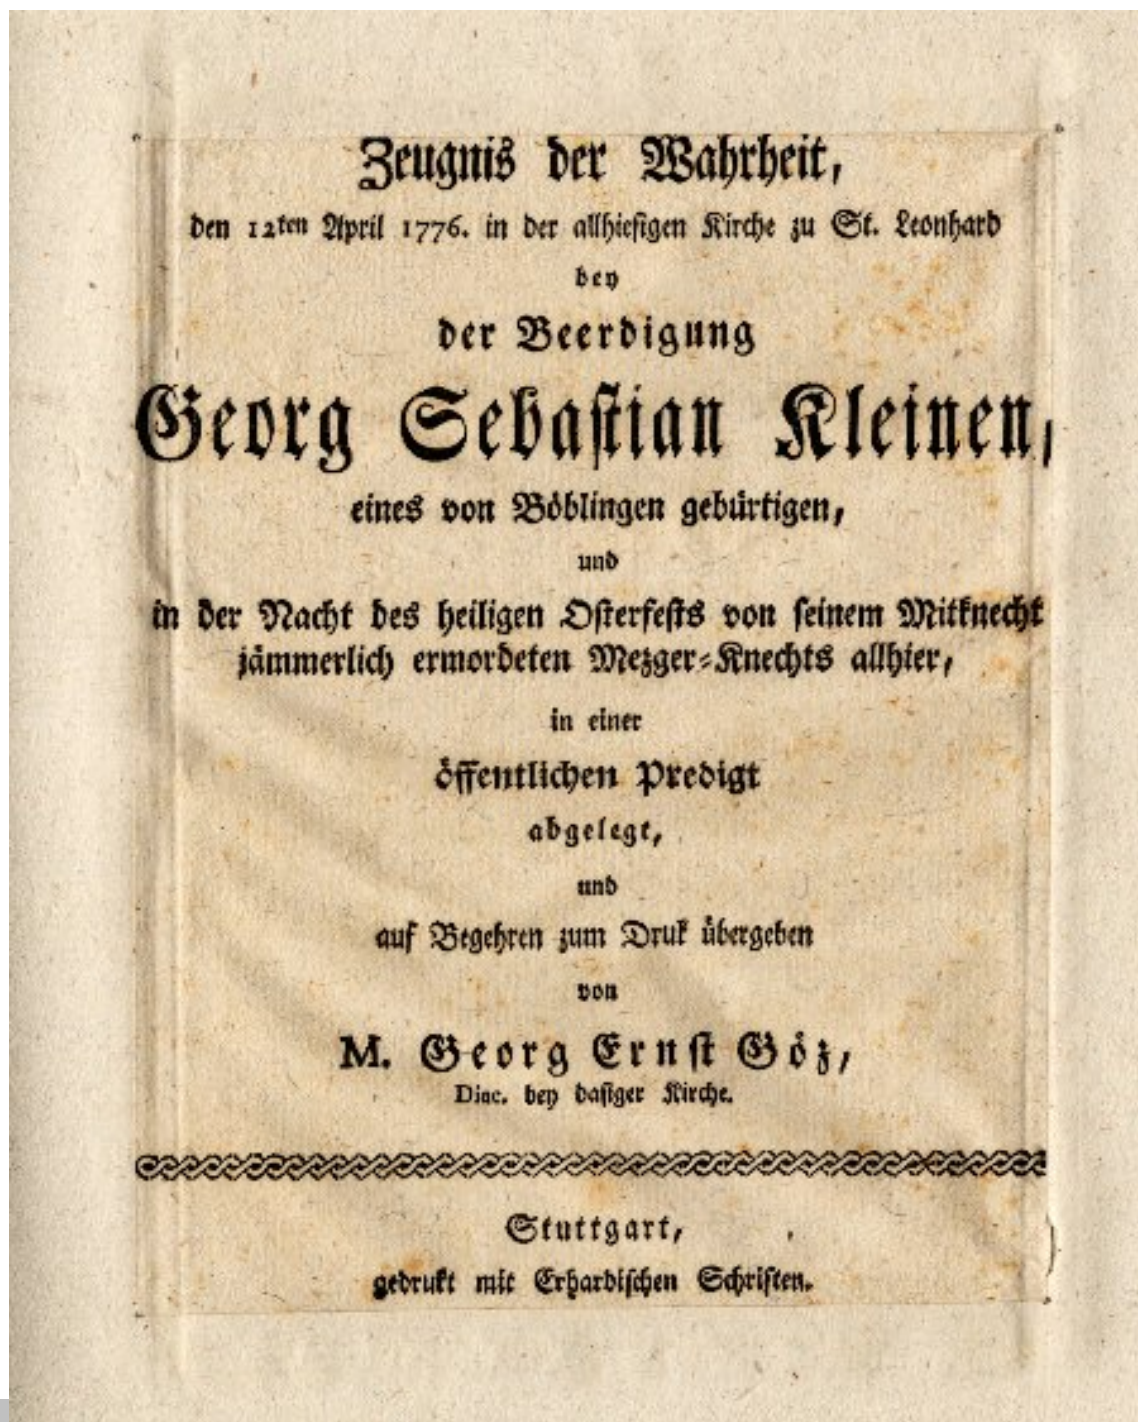 Zeugnis der Wahrheit,
den 12ten April 1776. in der allhiesigen Kirche zu St. Leonhard
bey
der Beerdigung
Georg Sebastian Kleinen,
eines von Böblingen gebürtigen,
und
in der Nacht des heiligen Osterfests von seinem Mitknecht
jämmerlich ermordeten Mezger-Knechts allhier,
in einer
öffentlichen Predigt
abgelegt,
und
auf Begehren zum Druk übergeben
von
M. Georg Ernst Göz,
Diac. bey dasiger Kirche.
Stuttgart,
gedrukt mit Erhardischen Schriften.